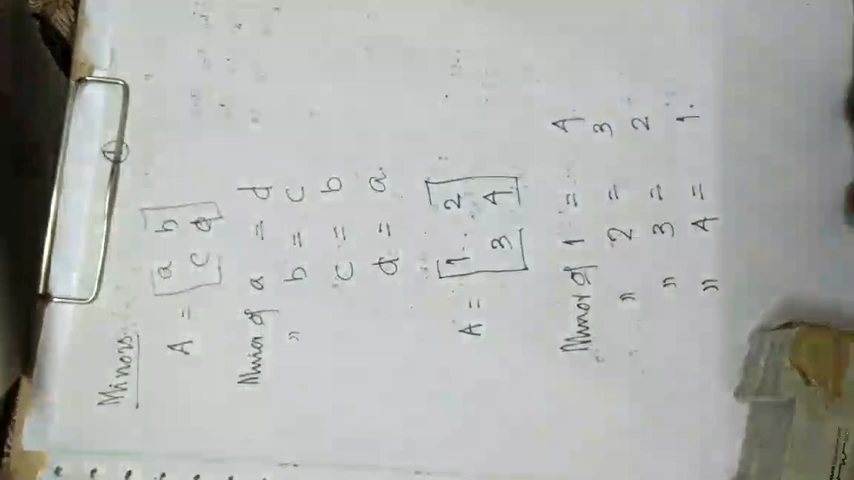 ①
Minors
A = [a b
c d]
Minor of a = d
" b = c
c = b
d = a
A = [1 2
3 4]
Minor of 1 = 4
" 2 = 3
" 3 = 2
" 4 = 1.